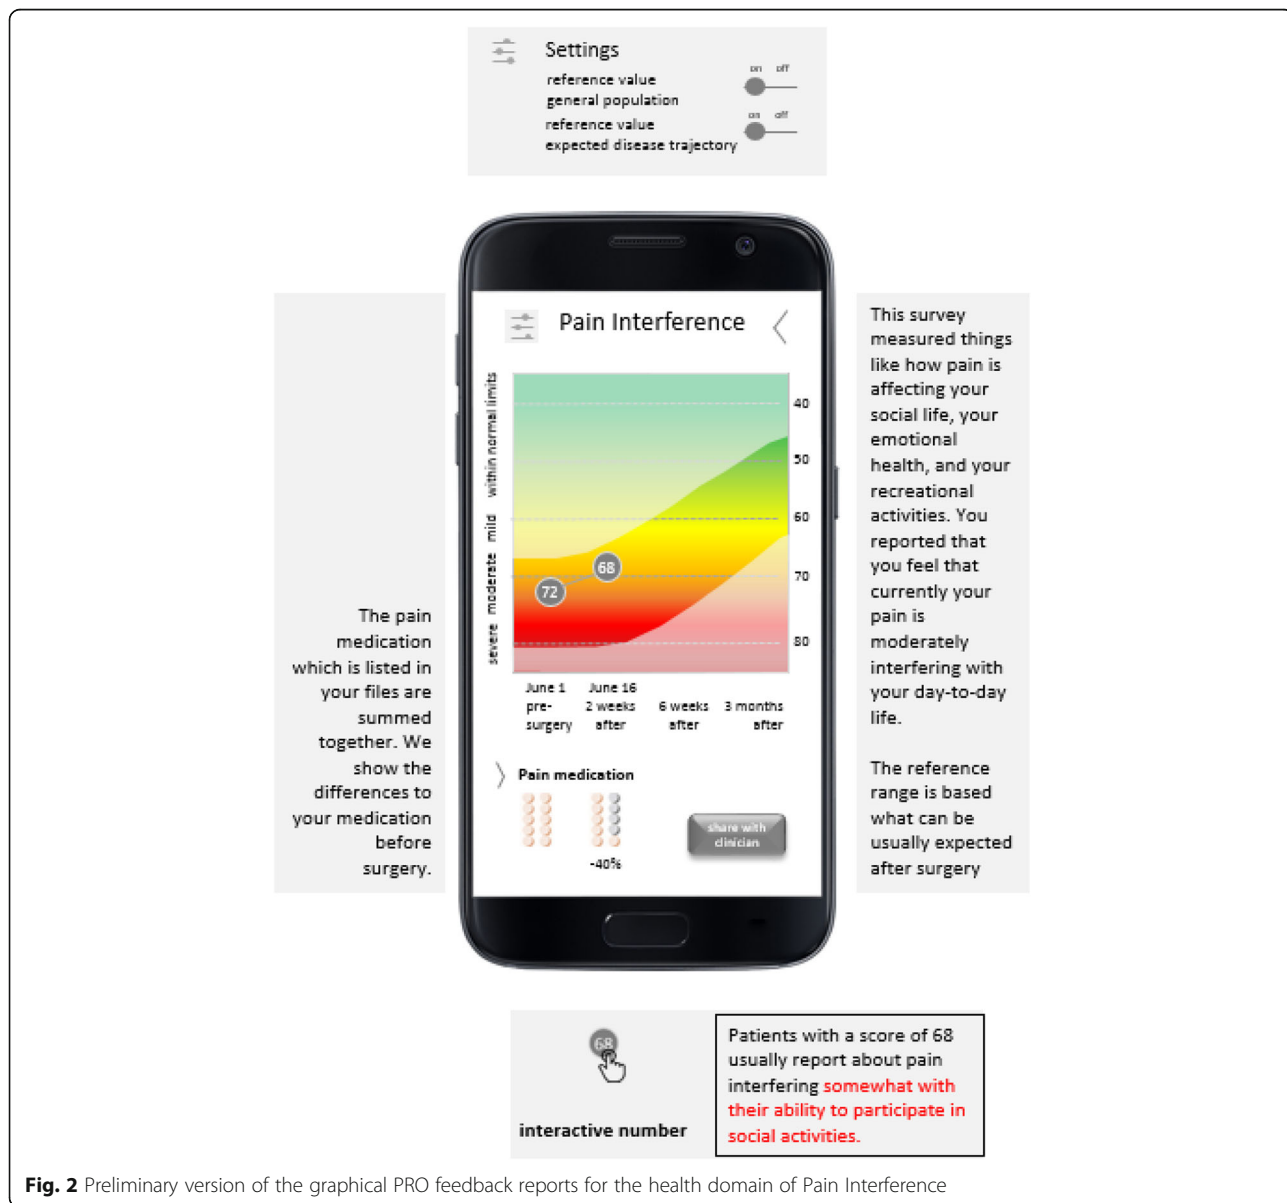 Settings
on off
reference value
general population
on off
reference value
expected disease trajectory
Pain Interference
within normal limits
mild
moderate
severe
40
50
60
70
80
72
68
June 1
pre-
surgery
June 16
2 weeks
after
6 weeks
after
3 months
after
Pain medication
-40%
share with
clinician
The pain
medication
which is listed in
your files are
summed
together. We
show the
differences to
your medication
before
surgery.
This survey
measured things
like how pain is
affecting your
social life, your
emotional
health, and your
recreational
activities. You
reported that
you feel that
currently your
pain is
moderately
interfering with
your day-to-day
life.
The reference
range is based
what can be
usually expected
after surgery
68
interactive number
Patients with a score of 68
usually report about pain
interfering somewhat with
their ability to participate in
social activities.
Fig. 2 Preliminary version of the graphical PRO feedback reports for the health domain of Pain Interference